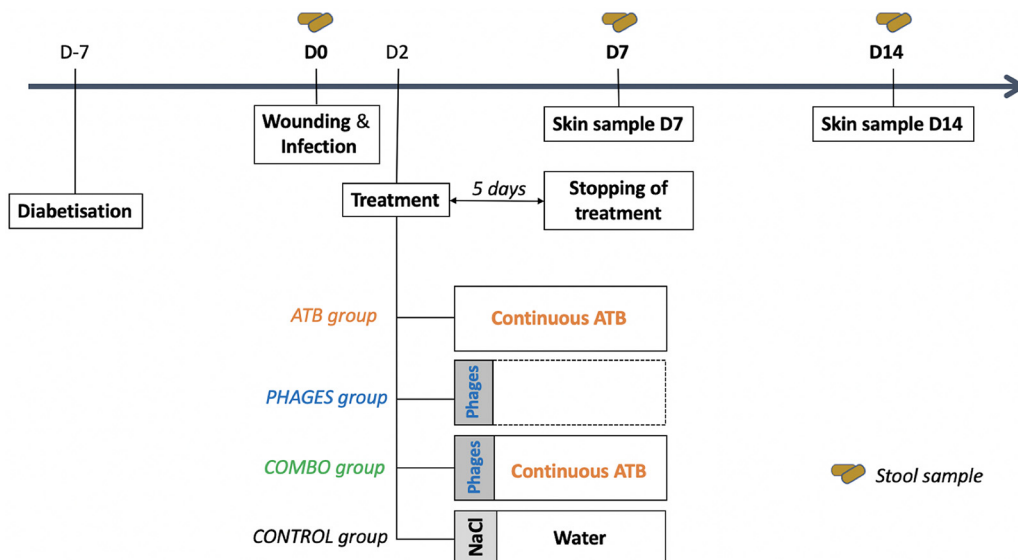 D-7
D0
D2
D7
D14
Wounding &
Infection
Skin sample D7
Skin sample D14
Diabetisation
Treatment
5 days
Stopping of
treatment
ATB group
Continuous ATB
PHAGES group
Phages
COMBO group
Phages
Continuous ATB
Stool sample
CONTROL group
NaCl
Water